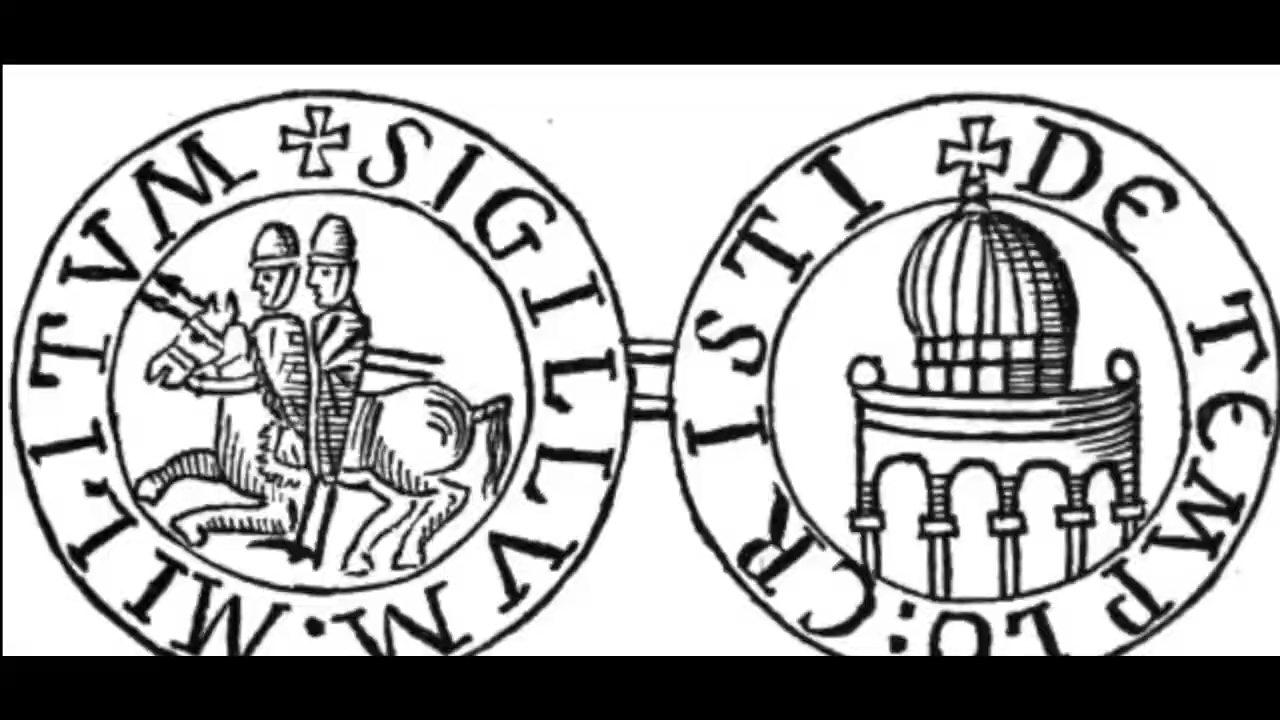 ✠ SIGILLVM · MILITVM
✠ DE TEMPLO : CRISTI